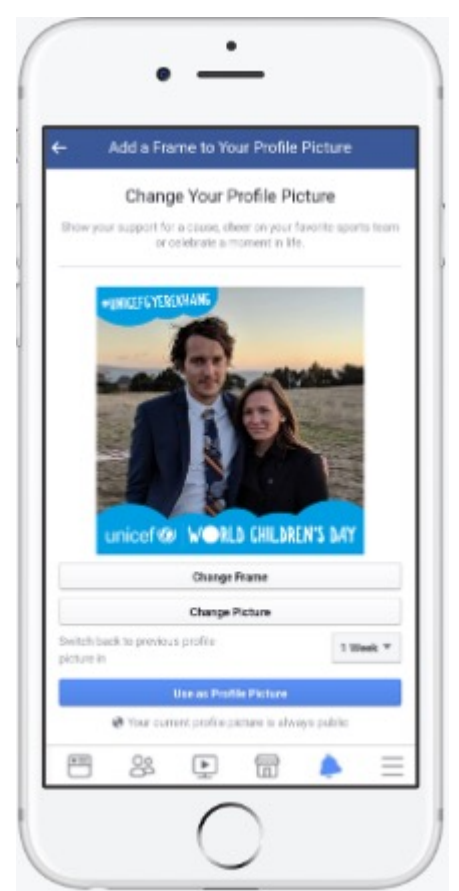 Add a Frame to Your Profile Picture
Change Your Profile Picture
Show your support for a cause, cheer on your favorite sports team
or celebrate a moment in life.
#UNICEFGYEREKHANG
unicef WORLD CHILDREN'S DAY
Change Frame
Change Picture
Switch back to previous profile
picture in
1 Week
Use as Profile Picture
Your current profile picture is always public